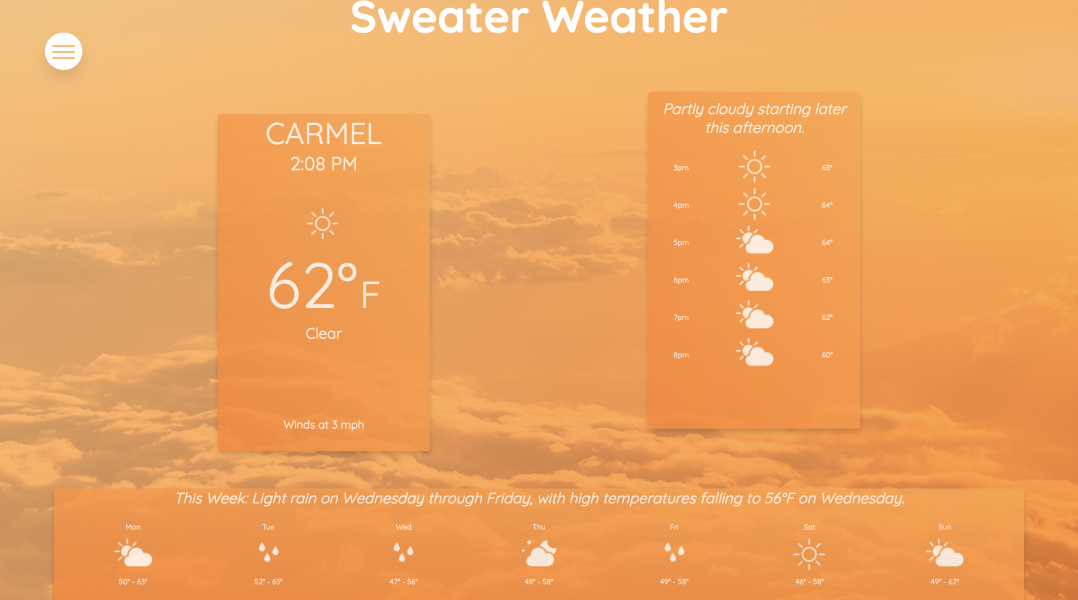 Sweater Weather
CARMEL
2:08 PM
62°F
Clear
Winds at 3 mph
Partly cloudy starting later
this afternoon.
3pm 63°
4pm 64°
5pm 64°
6pm 63°
7pm 62°
8pm 60°
This Week: Light rain on Wednesday through Friday, with high temperatures falling to 56°F on Wednesday.
Mon Tue Wed Thu Fri Sat Sun
50° - 63° 52° - 63° 47° - 56° 48° - 58° 49° - 58° 46° - 58° 49° - 62°